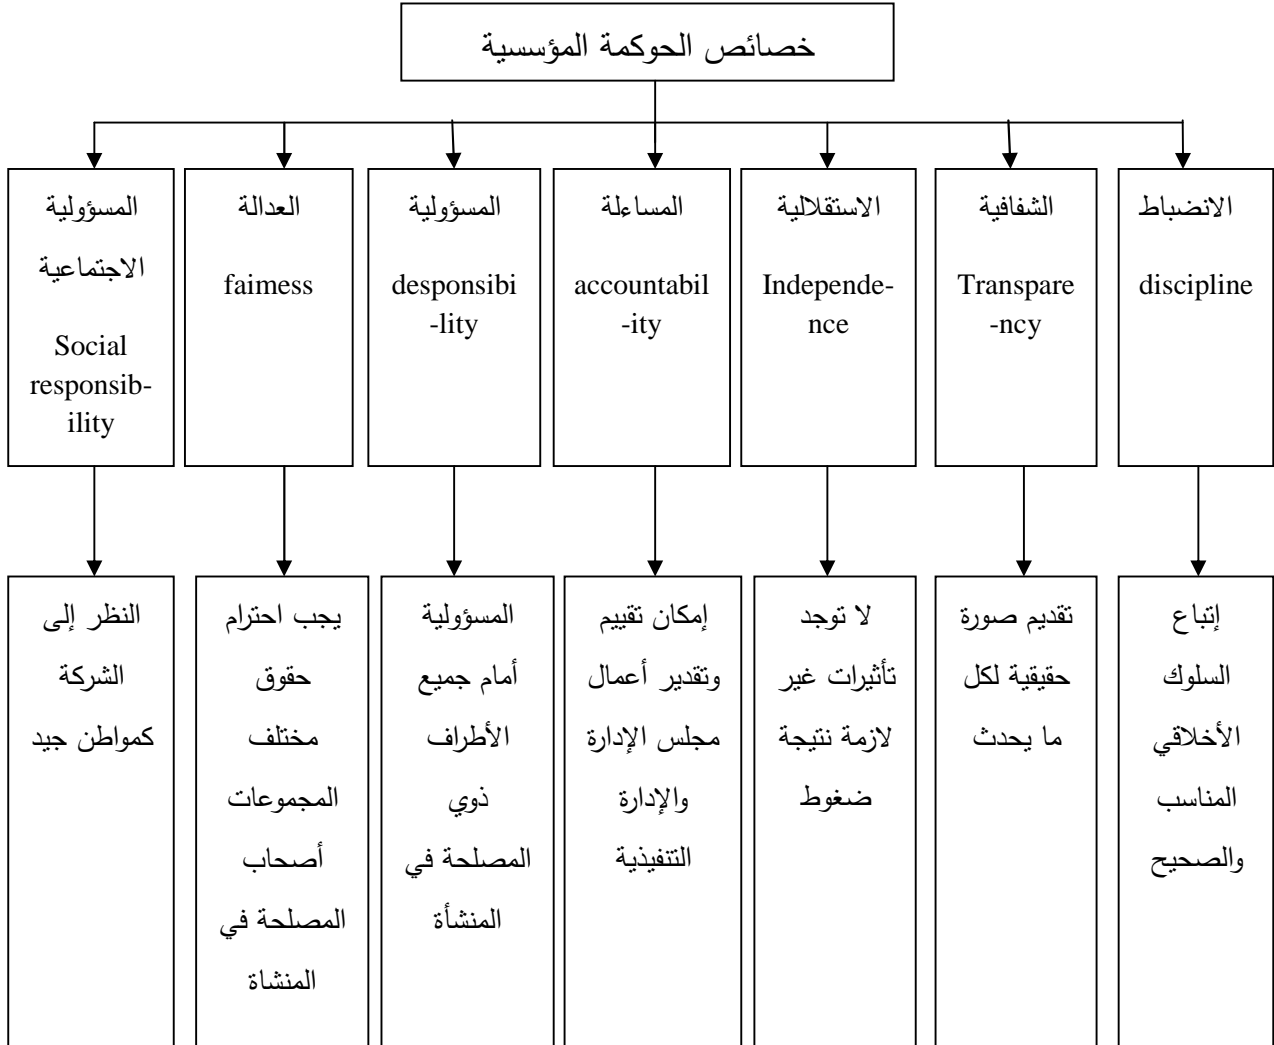 خصائص الحوكمة المؤسسية
الانضباط
discipline
الشفافية
Transpare
-ncy
الاستقلالية
Independe-
nce
المساءلة
accountabil
-ity
المسؤولية
desponsibi
-lity
العدالة
faimess
المسؤولية
الاجتماعية
Social
responsib-
ility
إتباع
السلوك
الأخلاقي
المناسب
والصحيح
تقديم صورة
حقيقية لكل
ما يحدث
لا توجد
تأثيرات غير
لازمة نتيجة
ضغوط
إمكان تقييم
وتقدير أعمال
مجلس الإدارة
والإدارة
التنفيذية
المسؤولية
أمام جميع
الأطراف
ذوي
المصلحة في
المنشأة
يجب احترام
حقوق
مختلف
المجموعات
أصحاب
المصلحة في
المنشاة
النظر إلى
الشركة
كمواطن جيد